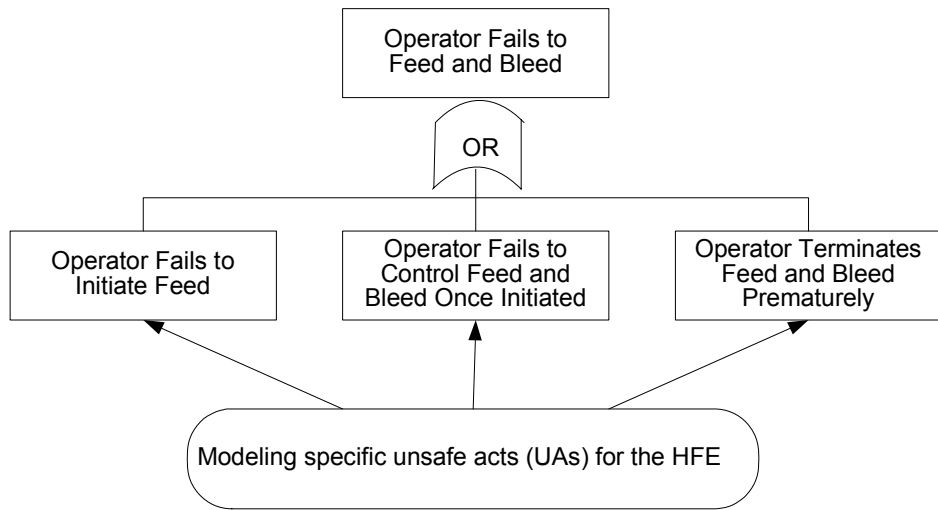 Operator Fails to
Feed and Bleed
OR
Operator Fails to
Initiate Feed
Operator Fails to
Control Feed and
Bleed Once Initiated
Operator Terminates
Feed and Bleed
Prematurely
Modeling specific unsafe acts (UAs) for the HFE